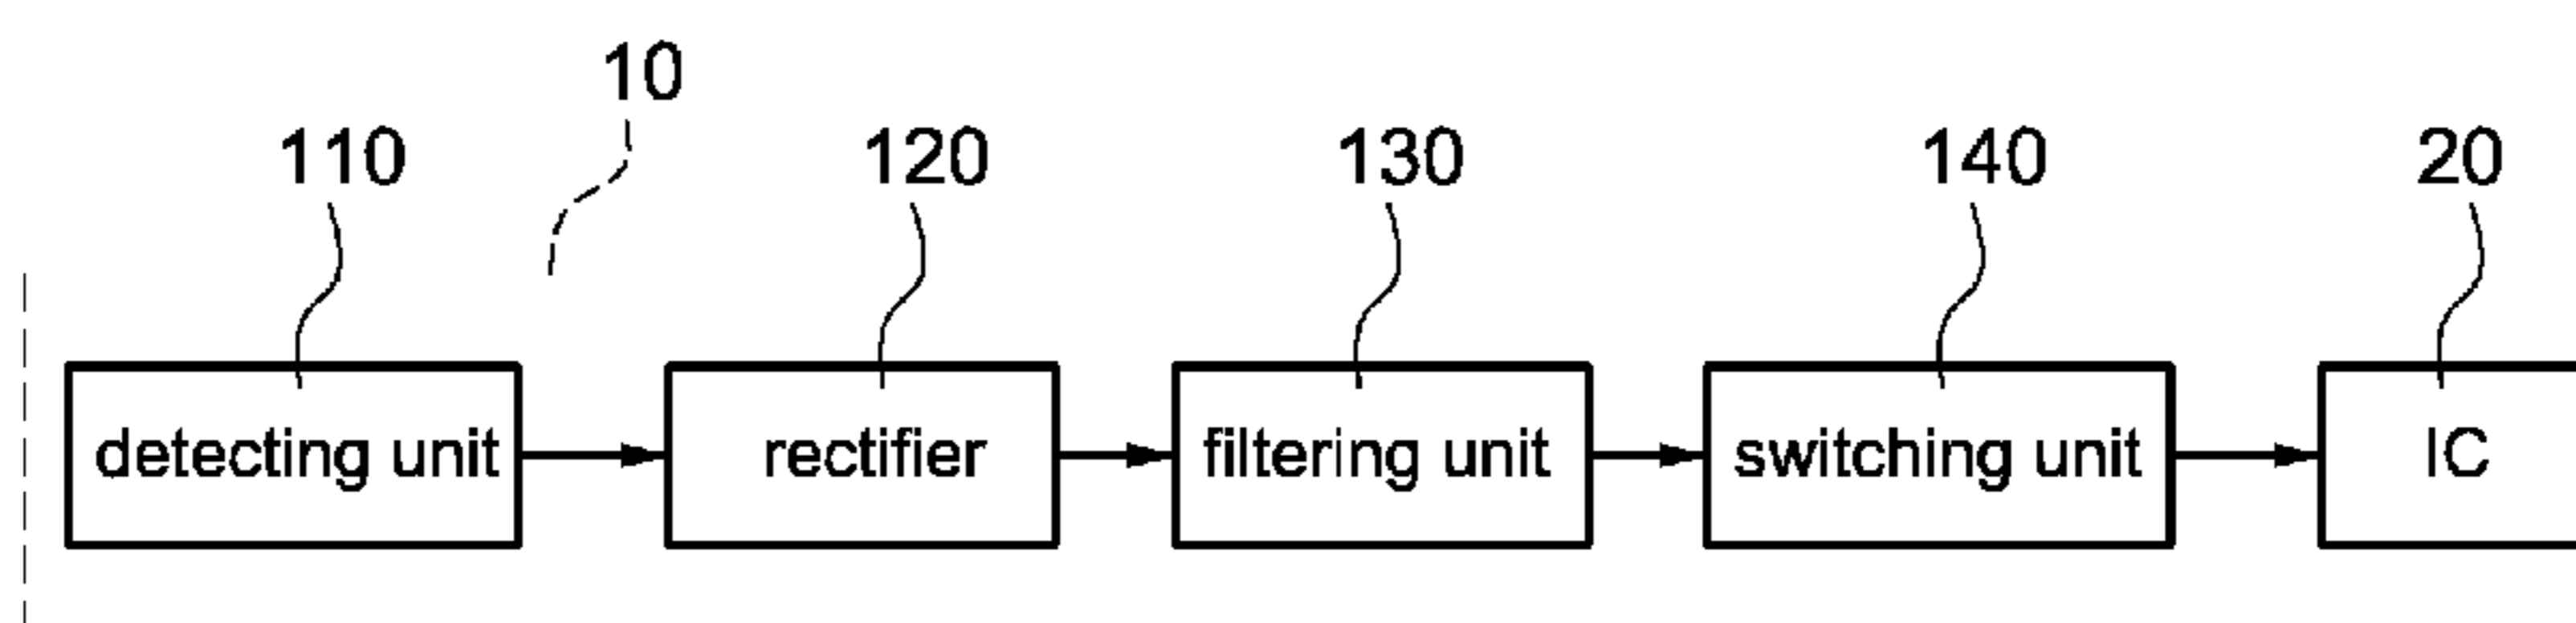 10
110 120 130 140 20
detecting unit rectifier filtering unit switching unit IC